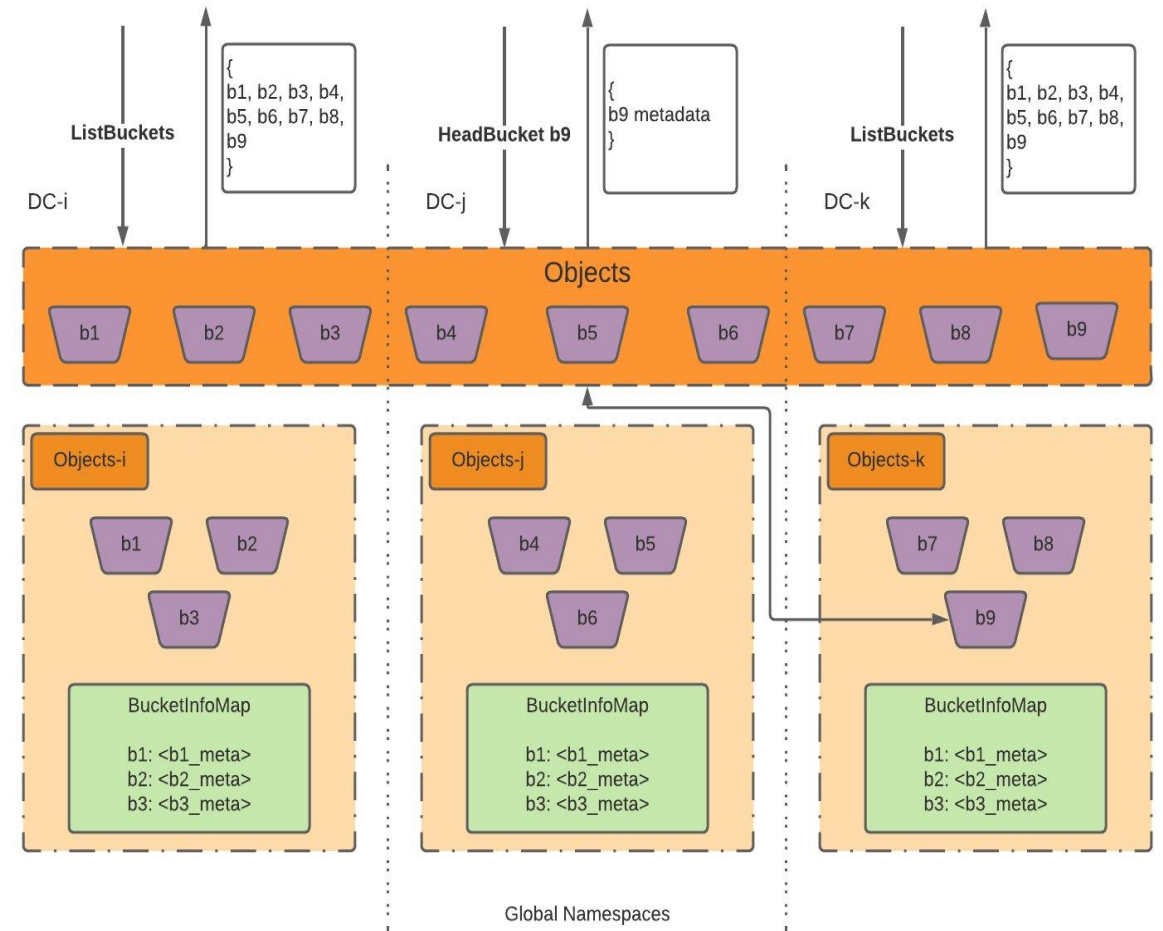 {
b1, b2, b3, b4,
b5, b6, b7, b8,
b9
}
ListBuckets
DC-i
{
b9 metadata
}
HeadBucket b9
DC-j
{
b1, b2, b3, b4,
b5, b6, b7, b8,
b9
}
ListBuckets
DC-k
Objects
b1
b2
b3
b4
b5
b6
b7
b8
b9
Objects-i
b1
b2
b3
BucketInfoMap
b1: <b1_meta>
b2: <b2_meta>
b3: <b3_meta>
Objects-j
b4
b5
b6
BucketInfoMap
b1: <b1_meta>
b2: <b2_meta>
b3: <b3_meta>
Objects-k
b7
b8
b9
BucketInfoMap
b1: <b1_meta>
b2: <b2_meta>
b3: <b3_meta>
Global Namespaces